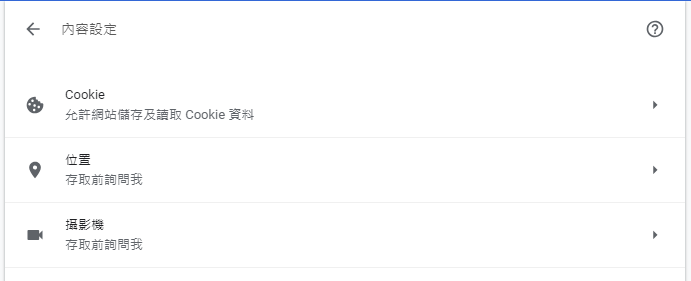 內容設定
Cookie
允許網站儲存及讀取 Cookie 資料
位置
存取前詢問我
攝影機
存取前詢問我